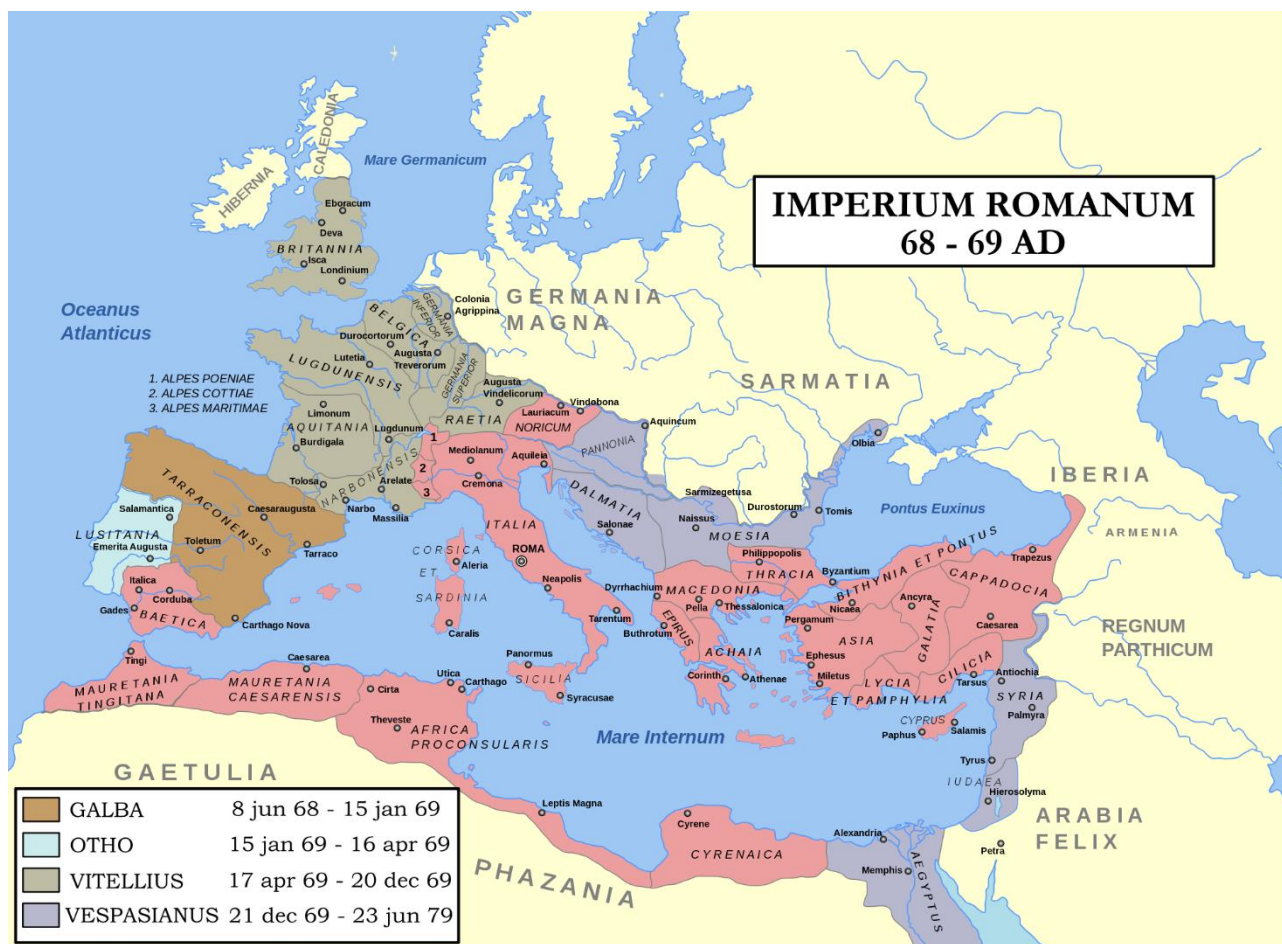 IMPERIUM ROMANUM
68 - 69 AD
CALEDONIA
HIBERNIA
Mare Germanicum
Eboracum
Deva
BRITANNIA
Isca
Londinium
Oceanus
Atlanticus
GERMANIA
MAGNA
Colonia
Agrippina
GERMANIA
INFERIOR
BELGICA
Durocortorum
Augusta
Treverorum
Lutetia
LUGDUNENSIS
GERMANIA
SUPERIOR
SARMATIA
1. ALPES POENIAE
2. ALPES COTTIAE
3. ALPES MARITIMAE
Augusta
Vindelicorum
Limonum
AQUITANIA
Burdigala
Lugdunum
RAETIA
Lauriacum
Vindobona
NORICUM
Aquincum
PANNONIA
Olbia
1
2
3
Mediolanum
Aquileia
Cremona
Tolosa
NARBONENSIS
Arelate
Narbo
Massilia
IBERIA
TARRACONENSIS
Salamantica
Caesaraugusta
LUSITANIA
Toletum
Emerita Augusta
Tarraco
Italica
Corduba
Gades
BAETICA
Carthago Nova
DALMATIA
Salonae
Sarmizegetusa
Durostorum
Naissus
MOESIA
Tomis
Pontus Euxinus
ARMENIA
ITALIA
CORSICA
ET
SARDINIA
Aleria
ROMA
Neapolis
Caralis
Tarentum
Dyrrhachium
Buthrotum
MACEDONIA
Pella
Thessalonica
EPIRUS
Philippopolis
THRACIA
Byzantium
BITHYNIA ET PONTUS
Trapezus
Nicaea
Ancyra
CAPPADOCIA
Pergamum
ASIA
GALATIA
Caesarea
ACHAIA
Ephesus
Corinth
Athenae
Miletus
LYCIA
ET PAMPHYLIA
CILICIA
Tarsus
Antiochia
REGNUM
PARTHICUM
SYRIA
Palmyra
CYPRUS
Paphus
Salamis
Tingi
MAURETANIA
TINGITANA
Caesarea
MAURETANIA
CAESARENSIS
Cirta
Utica
Carthago
Panormus
SICILIA
Syracusae
Theveste
AFRICA
PROCONSULARIS
Mare Internum
Tyrus
IUDAEA
Hierosolyma
GAETULIA
Leptis Magna
Cyrene
CYRENAICA
Alexandria
Memphis
AEGYPTUS
ARABIA
FELIX
Petra
PHAZANIA
GALBA 8 jun 68 - 15 jan 69
OTHO 15 jan 69 - 16 apr 69
VITELLIUS 17 apr 69 - 20 dec 69
VESPASIANUS 21 dec 69 - 23 jun 79